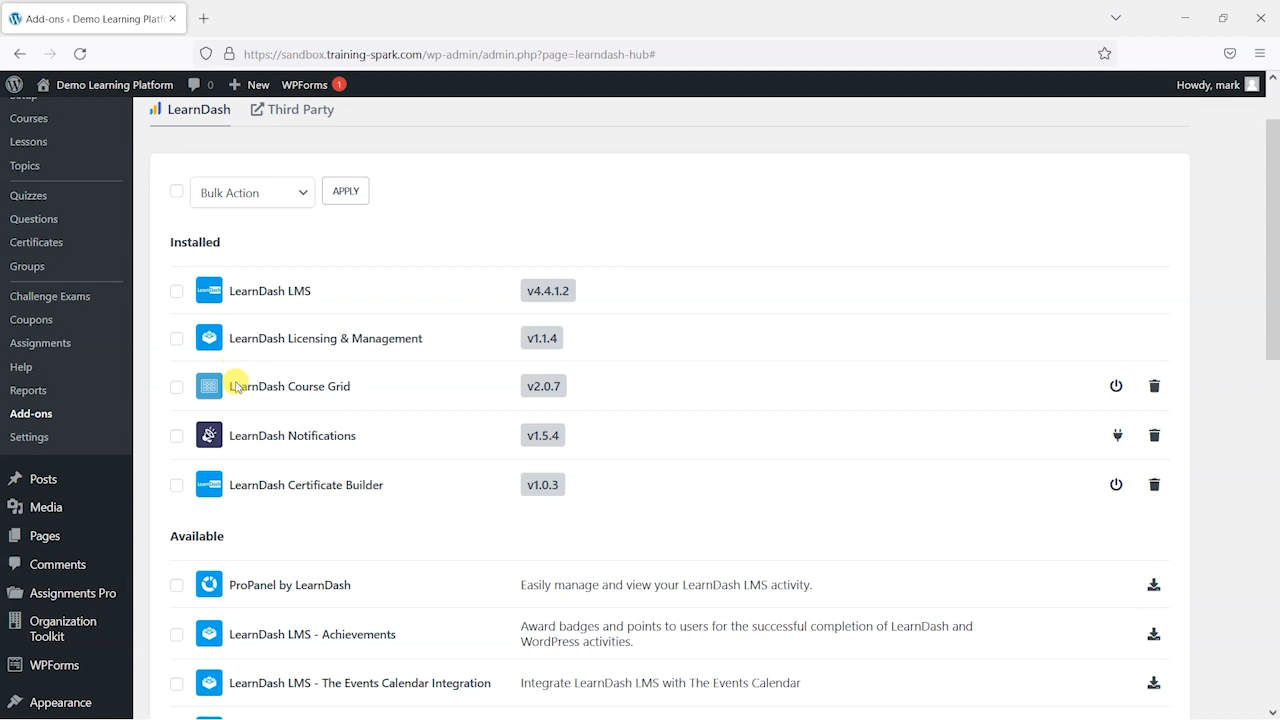 Add-ons ‹ Demo Learning Platf
https://sandbox.training-spark.com/wp-admin/admin.php?page=learndash-hub#
Demo Learning Platform
0
New
WPForms
1
Howdy, mark
Courses
Lessons
Topics
Quizzes
Questions
Certificates
Groups
Challenge Exams
Coupons
Assignments
Help
Reports
Add-ons
Settings
Posts
Media
Pages
Comments
Assignments Pro
Organization
Toolkit
WPForms
Appearance
LearnDash
Third Party
Bulk Action
APPLY
Installed
LearnDash LMS
v4.4.1.2
LearnDash Licensing & Management
v1.1.4
LearnDash Course Grid
v2.0.7
LearnDash Notifications
v1.5.4
LearnDash
LearnDash Certificate Builder
v1.0.3
Available
ProPanel by LearnDash
Easily manage and view your LearnDash LMS activity.
LearnDash LMS - Achievements
Award badges and points to users for the successful completion of LearnDash and
WordPress activities.
LearnDash LMS - The Events Calendar Integration
Integrate LearnDash LMS with The Events Calendar